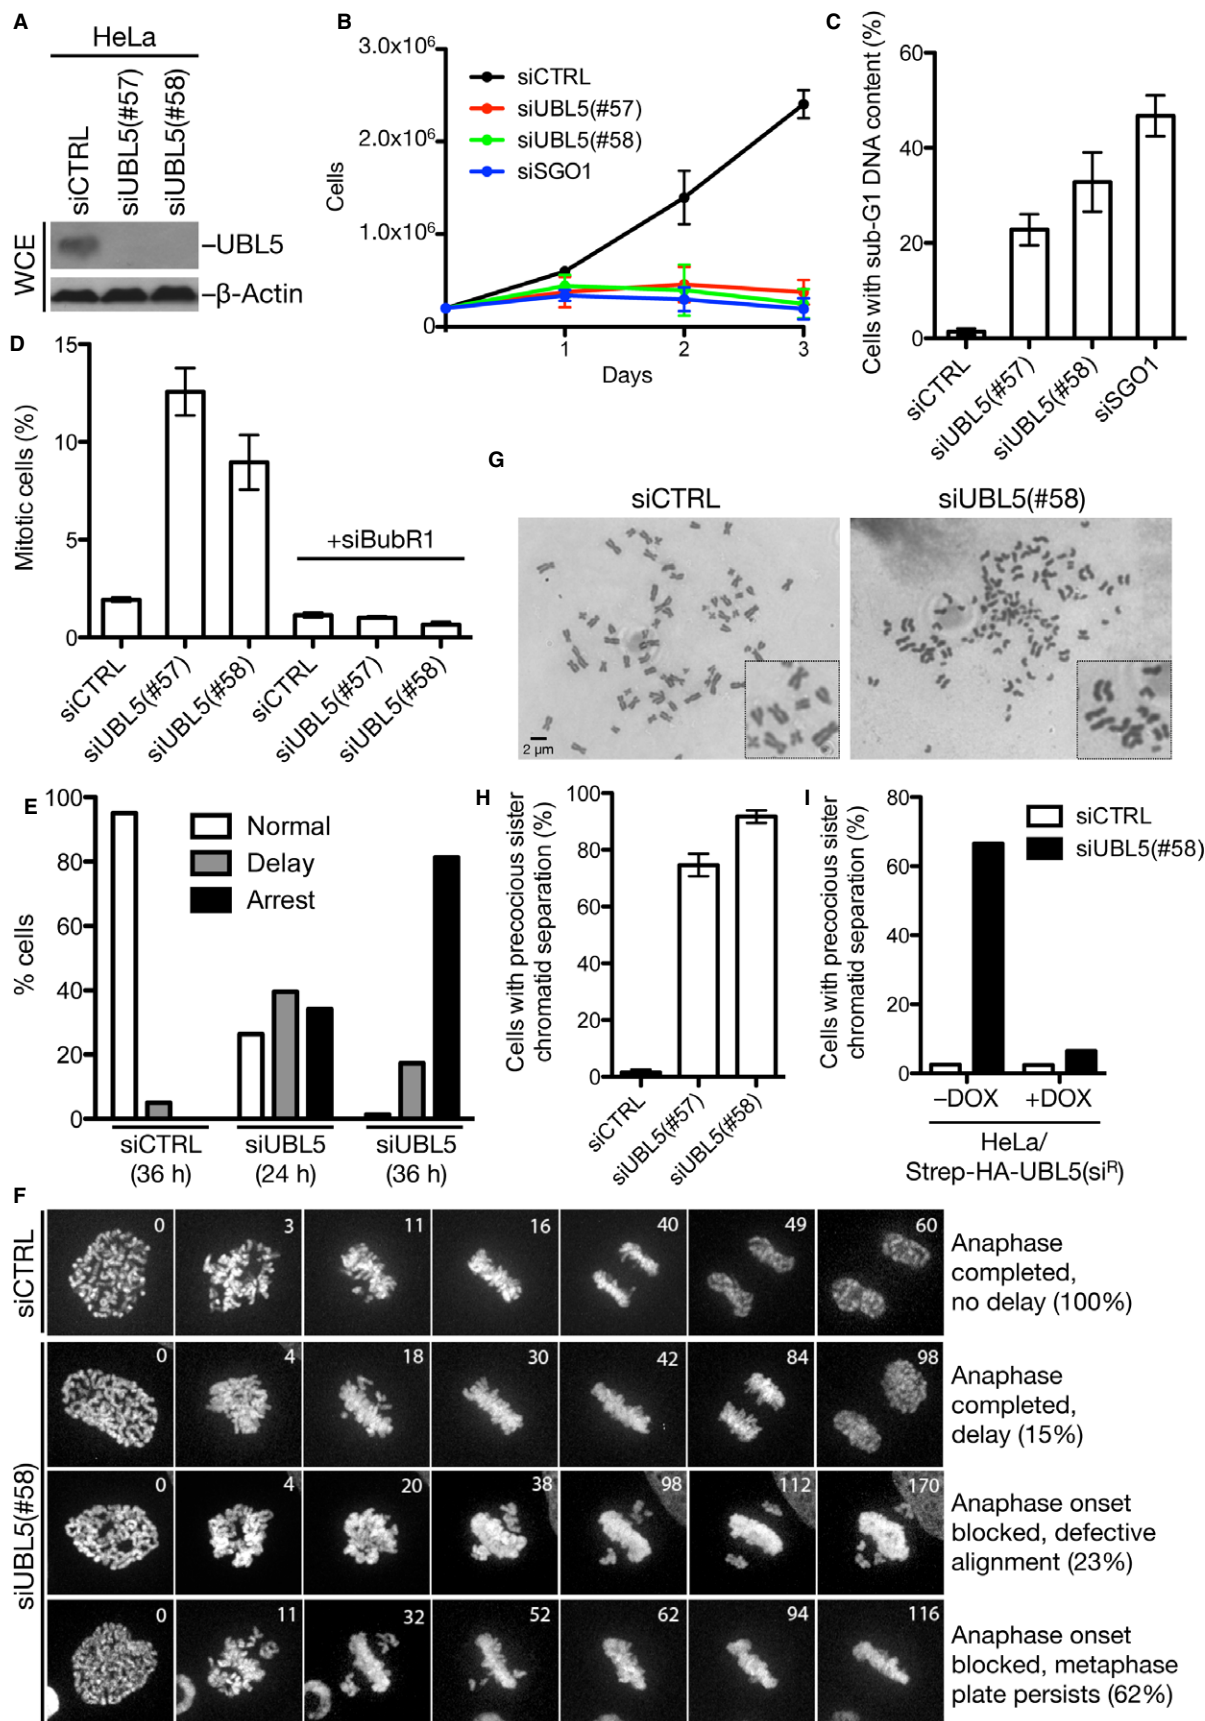 A
HeLa
siCTRL
siUBL5(#57)
siUBL5(#58)
WCE
–UBL5
–β-Actin
B
3.0x10⁶
2.0x10⁶
1.0x10⁶
0
Cells
siCTRL
siUBL5(#57)
siUBL5(#58)
siSGO1
1
2
3
Days
C
Cells with sub-G1 DNA content (%)
60
40
20
0
siCTRL
siUBL5(#57)
siUBL5(#58)
siSGO1
D
Mitotic cells (%)
15
10
5
0
+siBubR1
siCTRL
siUBL5(#57)
siUBL5(#58)
siCTRL
siUBL5(#57)
siUBL5(#58)
G
siCTRL
siUBL5(#58)
2 µm
E
% cells
100
80
60
40
20
0
Normal
Delay
Arrest
siCTRL
(36 h)
siUBL5
(24 h)
siUBL5
(36 h)
H
Cells with precocious sister
chromatid separation (%)
100
80
60
40
20
0
siCTRL
siUBL5(#57)
siUBL5(#58)
I
Cells with precocious sister
chromatid separation (%)
80
60
40
20
0
siCTRL
siUBL5(#58)
–DOX
+DOX
HeLa/
Strep-HA-UBL5(siᴿ)
F
siCTRL
0
3
11
16
40
49
60
Anaphase
completed,
no delay (100%)
siUBL5(#58)
0
4
18
30
42
84
98
Anaphase
completed,
delay (15%)
0
4
20
38
98
112
170
Anaphase onset
blocked, defective
alignment (23%)
0
11
32
52
62
94
116
Anaphase onset
blocked, metaphase
plate persists (62%)